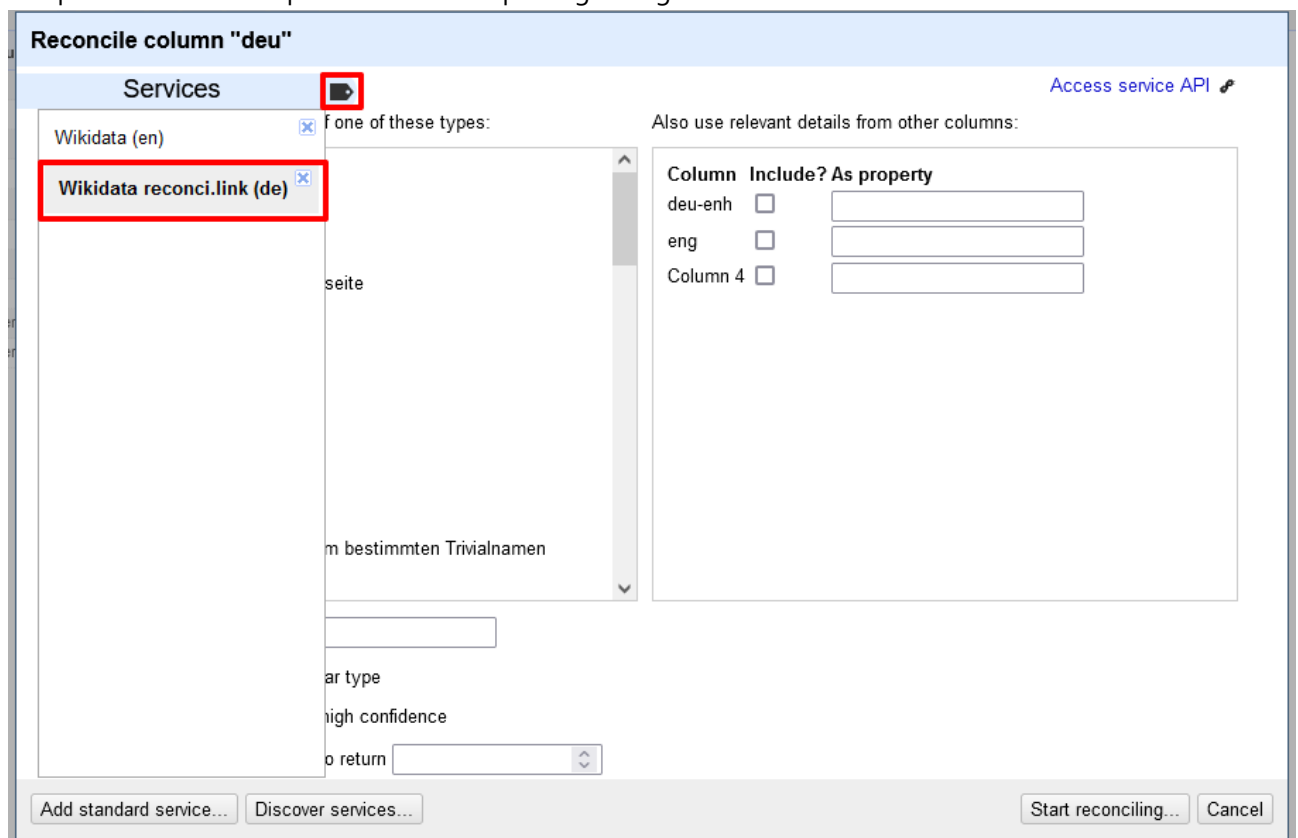 Reconcile column "deu"
Services
Access service API
Wikidata (en)
f one of these types:
Also use relevant details from other columns:
Wikidata reconci.link (de)
Column Include? As property
deu-enh
eng
Column 4
seite
m bestimmten Trivialnamen
ar type
high confidence
o return
Add standard service... Discover services... Start reconciling... Cancel